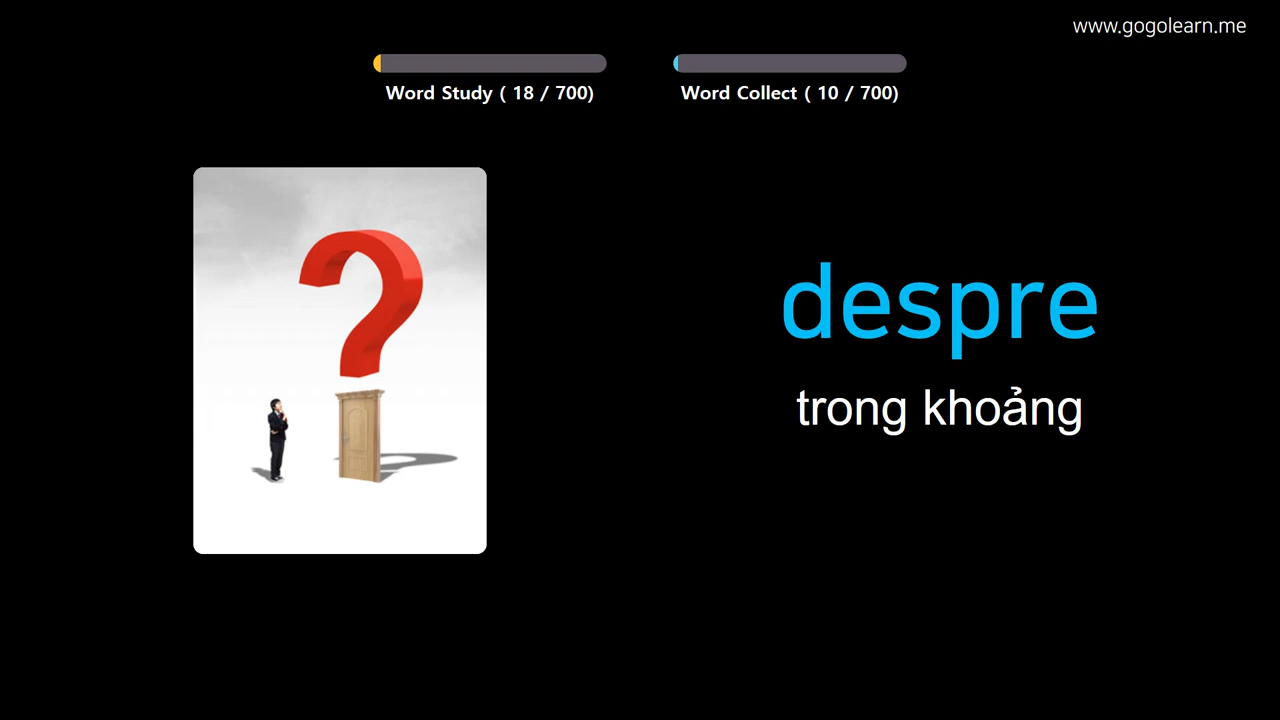 www.gogolearn.me
Word Study ( 18 / 700)
Word Collect ( 10 / 700)
despre
trong khoảng